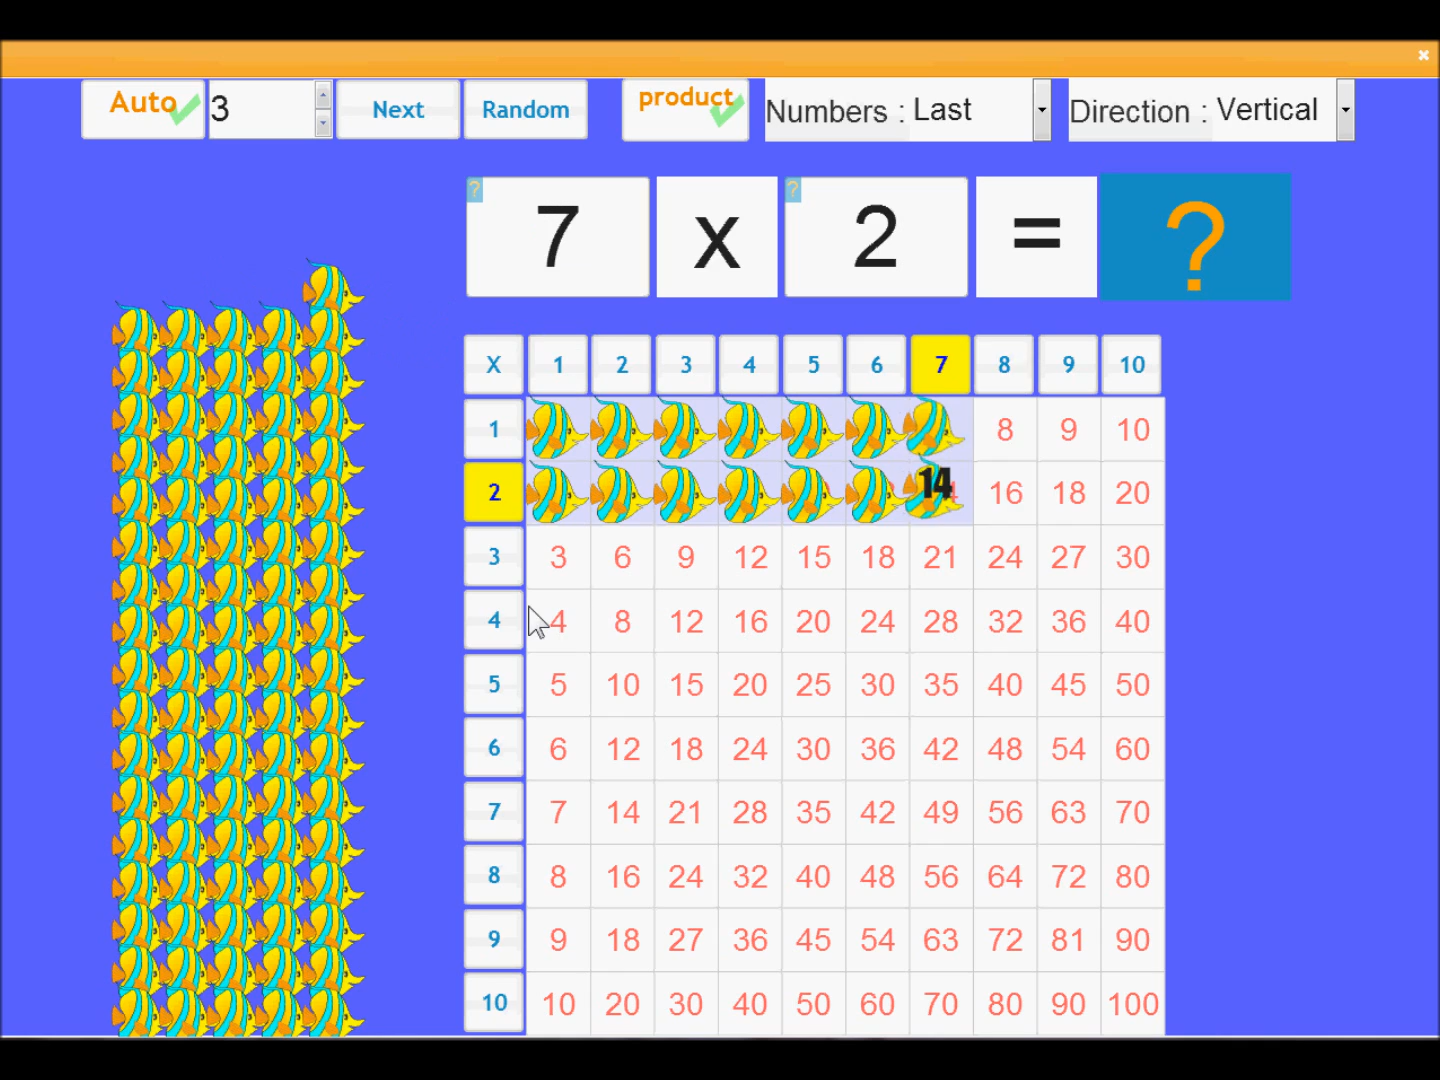 Auto 3 Next Random product Numbers : Last Direction : Vertical
? 7 x ? 2 = ?
X 1 2 3 4 5 6 7 8 9 10
1 8 9 10
2 14 16 18 20
3 3 6 9 12 15 18 21 24 27 30
4 4 8 12 16 20 24 28 32 36 40
5 5 10 15 20 25 30 35 40 45 50
6 6 12 18 24 30 36 42 48 54 60
7 7 14 21 28 35 42 49 56 63 70
8 8 16 24 32 40 48 56 64 72 80
9 9 18 27 36 45 54 63 72 81 90
10 10 20 30 40 50 60 70 80 90 100